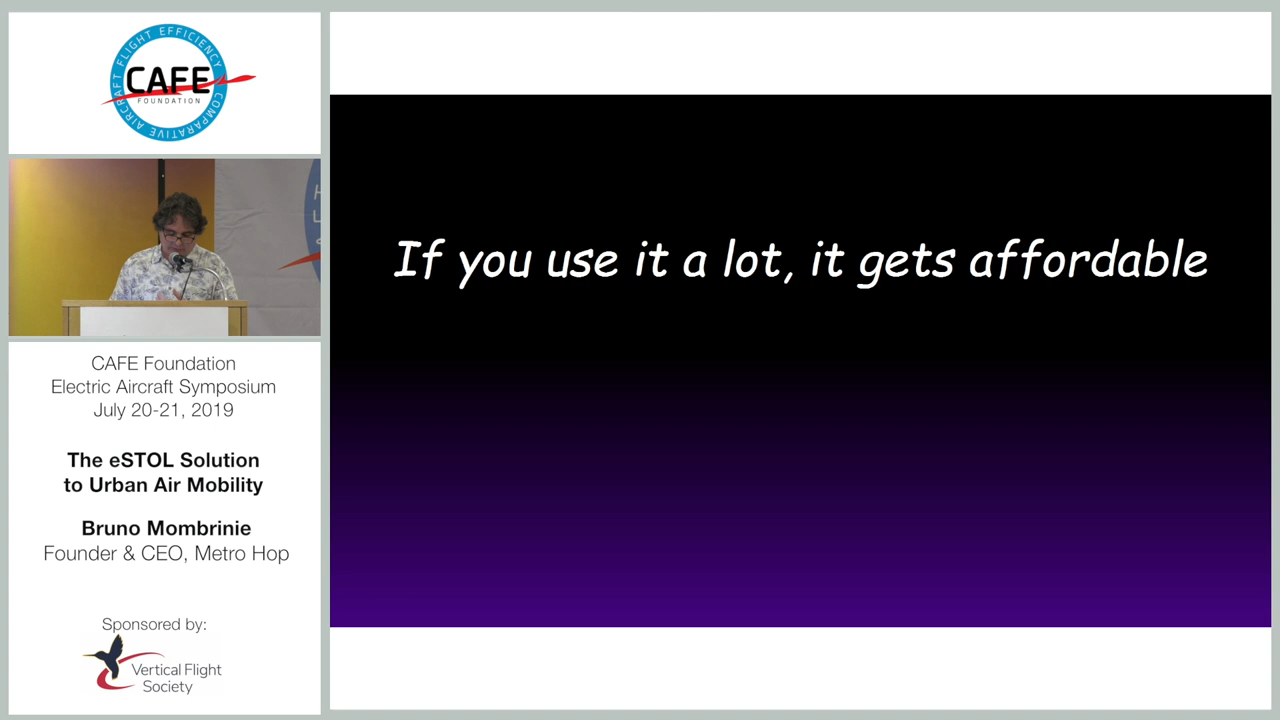 AIRCRAFT FLIGHT EFFICIENCY
COMPARATIVE
CAFE
FOUNDATION
CAFE Foundation
Electric Aircraft Symposium
July 20-21, 2019
The eSTOL Solution
to Urban Air Mobility
Bruno Mombrinie
Founder & CEO, Metro Hop
Sponsored by:
Vertical Flight
Society
If you use it a lot, it gets affordable